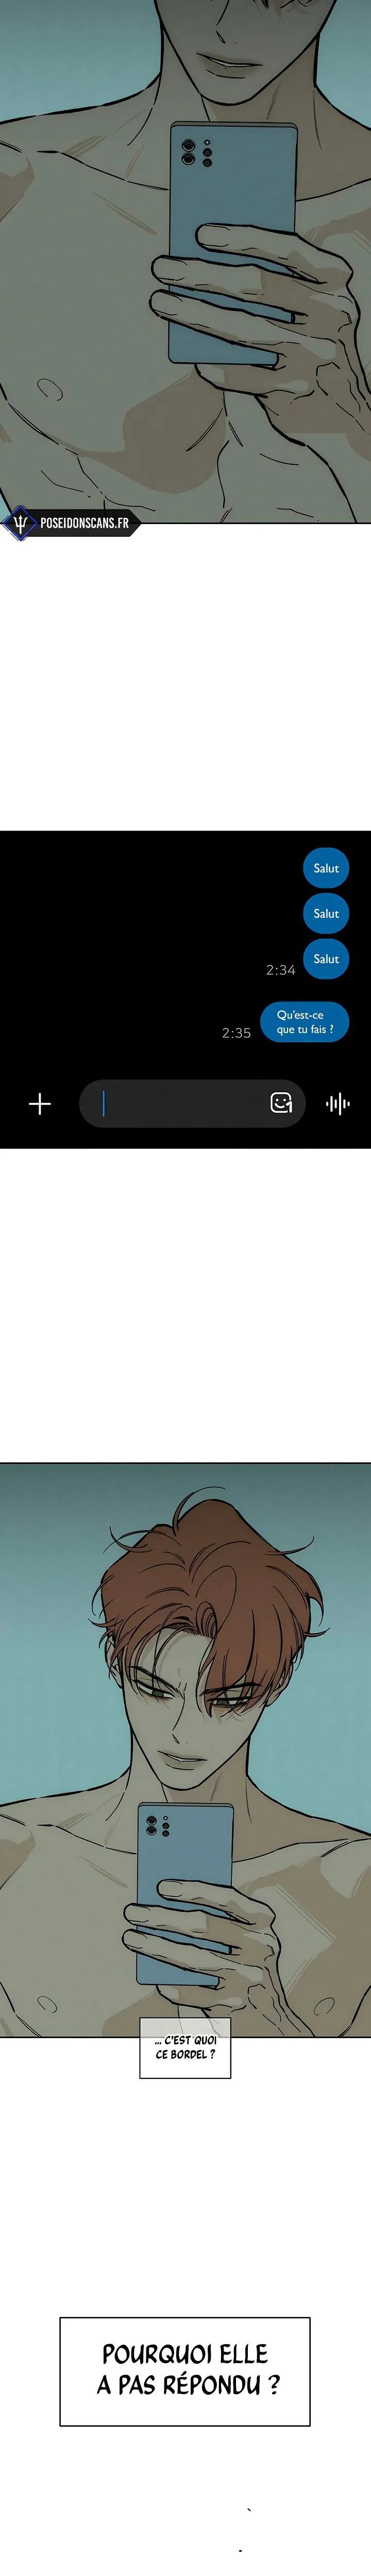 POSEIDONSCANS.FR
Salut
Salut
Salut
2:34
Qu'est-ce
que tu fais ?
2:35
... C'EST QUOI
CE BORDEL ?
POURQUOI ELLE
A PAS RÉPONDU ?